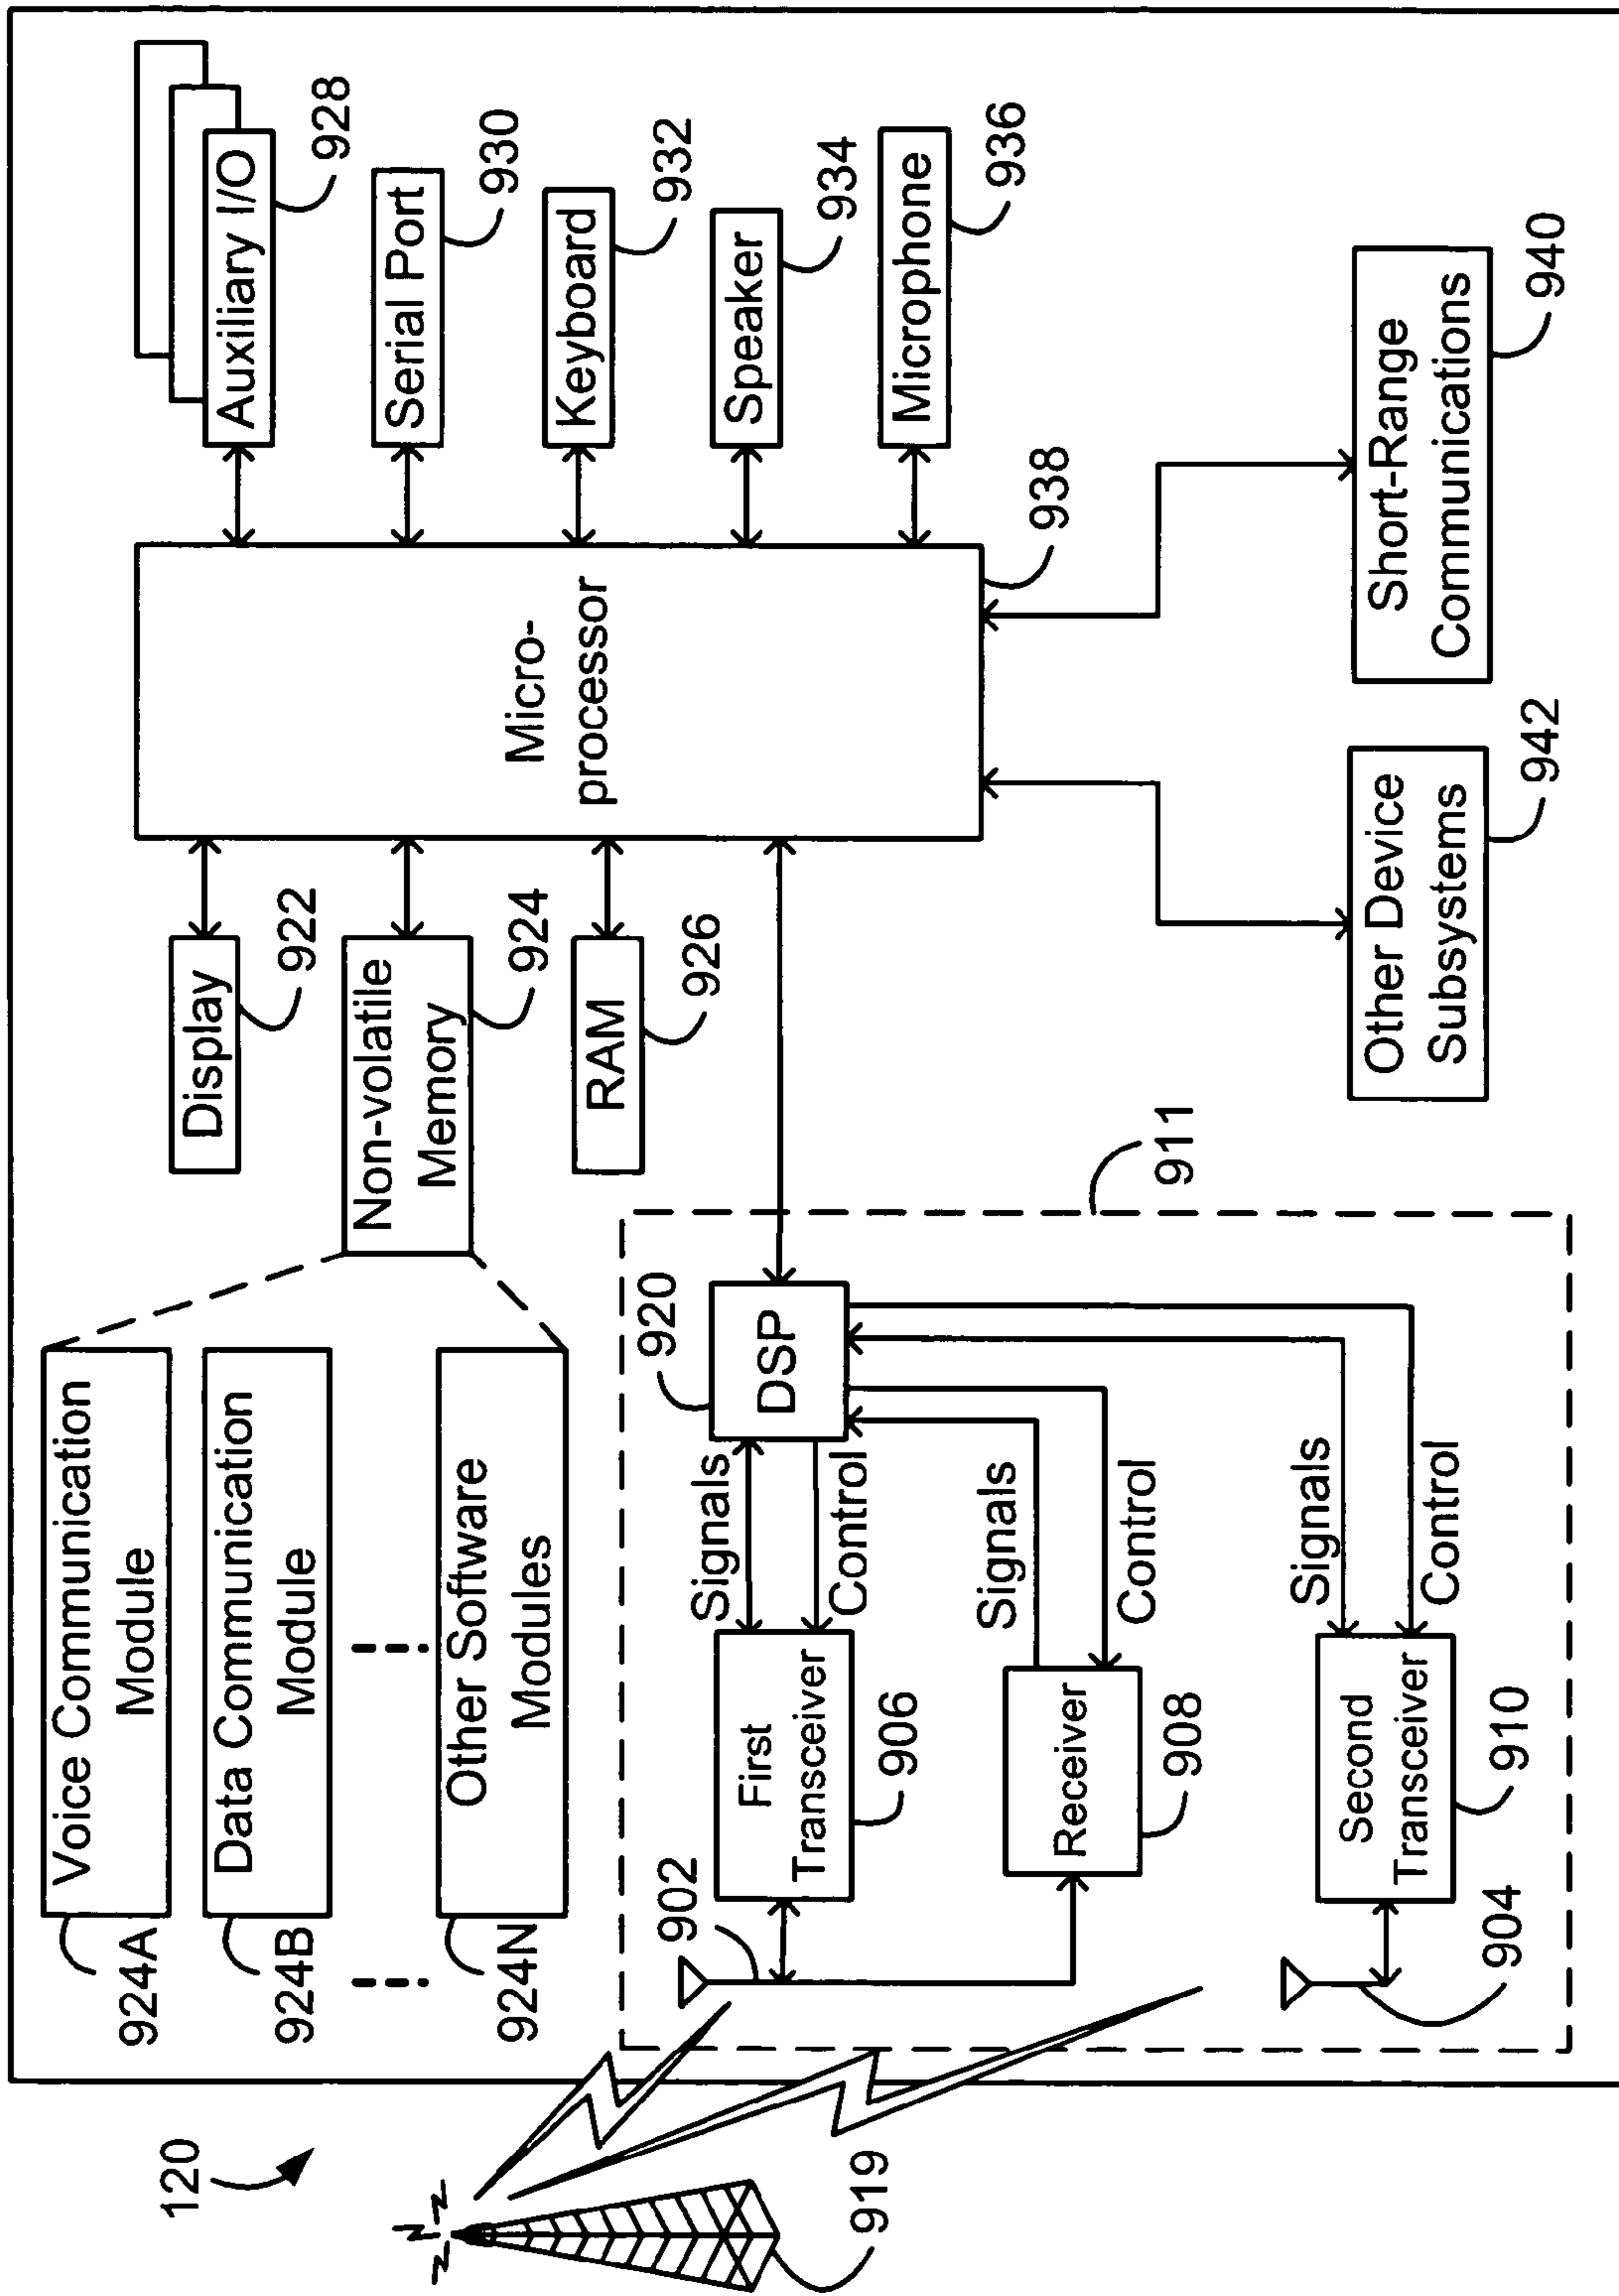 120
919
924A
Voice Communication
Module
924B
Data Communication
Module
924N
Other Software
Modules
Display
922
Non-volatile
Memory
924
RAM
926
Micro-
processor
938
Auxiliary I/O
928
Serial Port
930
Keyboard
932
Speaker
934
Microphone
936
902
First
Transceiver
906
Signals
Control
920
DSP
Receiver
908
Signals
Control
904
Second
Transceiver
910
Signals
Control
911
Other Device
Subsystems
942
Short-Range
Communications
940